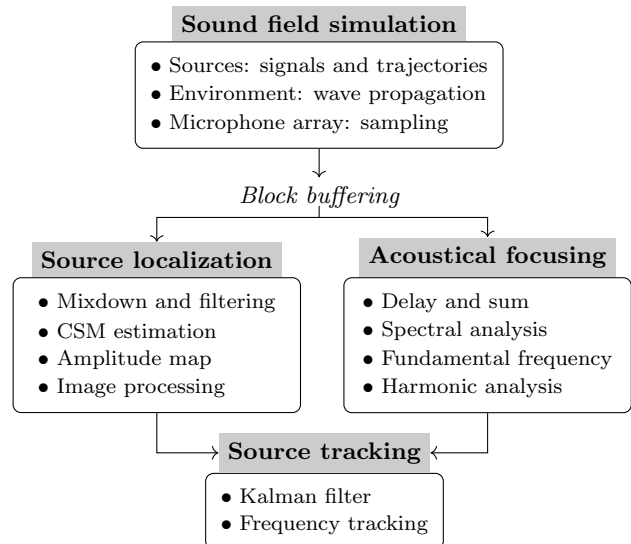 Sound field simulation
• Sources: signals and trajectories
• Environment: wave propagation
• Microphone array: sampling
Block buffering
Source localization
• Mixdown and filtering
• CSM estimation
• Amplitude map
• Image processing
Acoustical focusing
• Delay and sum
• Spectral analysis
• Fundamental frequency
• Harmonic analysis
Source tracking
• Kalman filter
• Frequency tracking